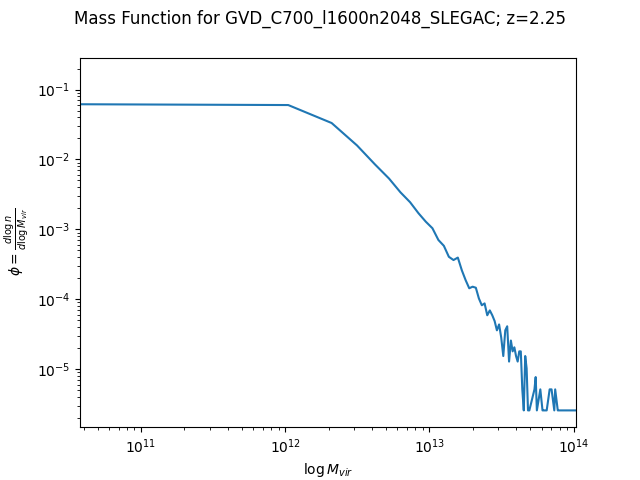 Mass Function for GVD_C700_l1600n2048_SLEGAC; z=2.25
10⁻¹
10⁻²
10⁻³
10⁻⁴
10⁻⁵
ϕ = d log n / d log M_vir
10¹¹ 10¹² 10¹³ 10¹⁴
log M_vir